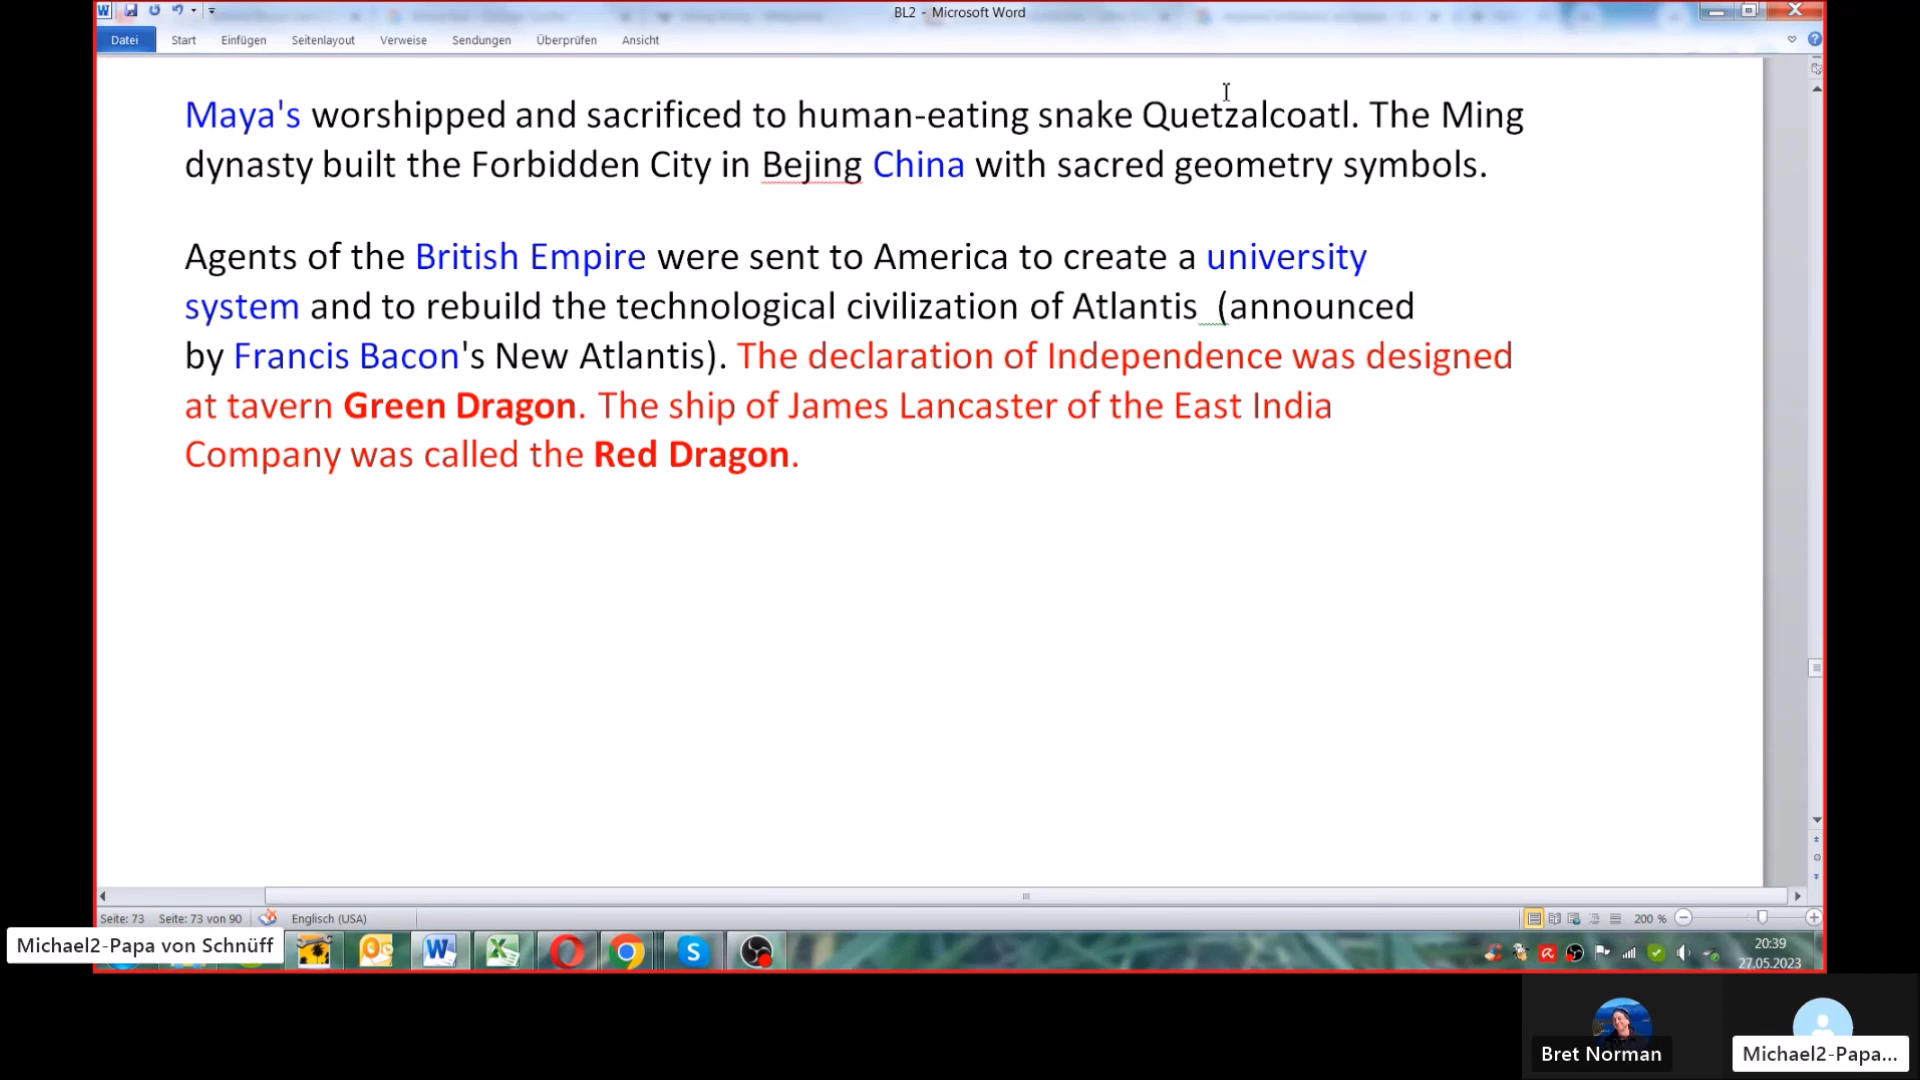 BL2 - Microsoft Word
Datei Start Einfügen Seitenlayout Verweise Sendungen Überprüfen Ansicht
Maya's worshipped and sacrificed to human-eating snake Quetzalcoatl. The Ming
dynasty built the Forbidden City in Bejing China with sacred geometry symbols.
Agents of the British Empire were sent to America to create a university
system and to rebuild the technological civilization of Atlantis (announced
by Francis Bacon's New Atlantis). The declaration of Independence was designed
at tavern Green Dragon. The ship of James Lancaster of the East India
Company was called the Red Dragon.
Seite: 73 Seite: 73 von 90 Englisch (USA) 200 %
Michael2-Papa von Schnüff
20:39
27.05.2023
Bret Norman
Michael2-Papa...